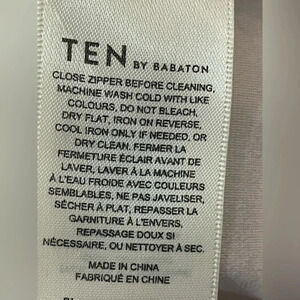 TEN BY BABATON
CLOSE ZIPPER BEFORE CLEANING,
MACHINE WASH COLD WITH LIKE
COLOURS, DO NOT BLEACH,
DRY FLAT, IRON ON REVERSE,
COOL IRON ONLY IF NEEDED, OR
DRY CLEAN. FERMER LA
FERMETURE ÉCLAIR AVANT DE
LAVER, LAVER À LA MACHINE
À L'EAU FROIDE AVEC COULEURS
SEMBLABLES, NE PAS JAVELISER,
SÉCHER À PLAT, REPASSER LA
GARNITURE À L'ENVERS,
REPASSAGE DOUX SI
NÉCESSAIRE, OU NETTOYER À SEC.
MADE IN CHINA
FABRIQUÉ EN CHINE